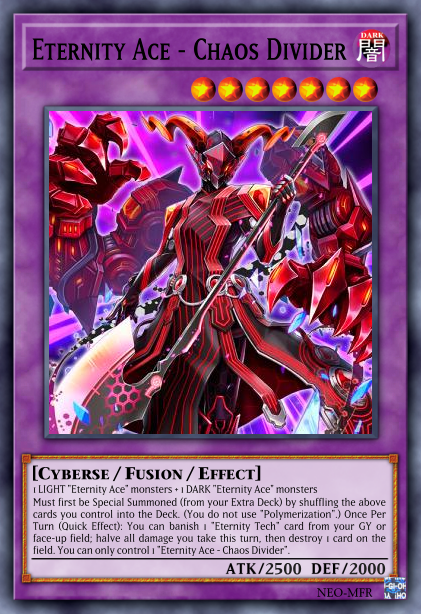 ETERNITY ACE - CHAOS DIVIDER
DARK
闇
[CYBERSE / FUSION / EFFECT]
1 LIGHT "Eternity Ace" monsters + 1 DARK "Eternity Ace" monsters
Must first be Special Summoned (from your Extra Deck) by shuffling the above
cards you control into the Deck. (You do not use "Polymerization".) Once Per
Turn (Quick Effect): You can banish 1 "Eternity Tech" card from your GY or
face-up field; halve all damage you take this turn, then destroy 1 card on the
field. You can only control 1 "Eternity Ace - Chaos Divider".
ATK/2500 DEF/2000
NEO-MFR